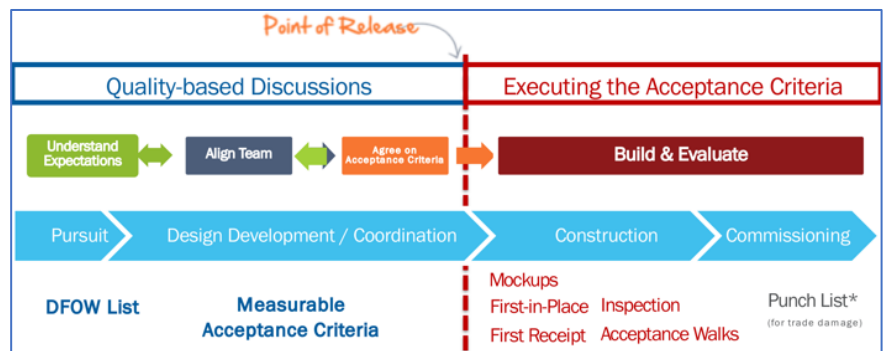 Point of Release
Quality-based Discussions
Executing the Acceptance Criteria
Understand
Expectations
Align Team
Agree on
Acceptance Criteria
Build & Evaluate
Pursuit
Design Development / Coordination
Construction
Commissioning
DFOW List
Measurable
Acceptance Criteria
Mockups
First-in-Place
First Receipt
Inspection
Acceptance Walks
Punch List*
(for trade damage)